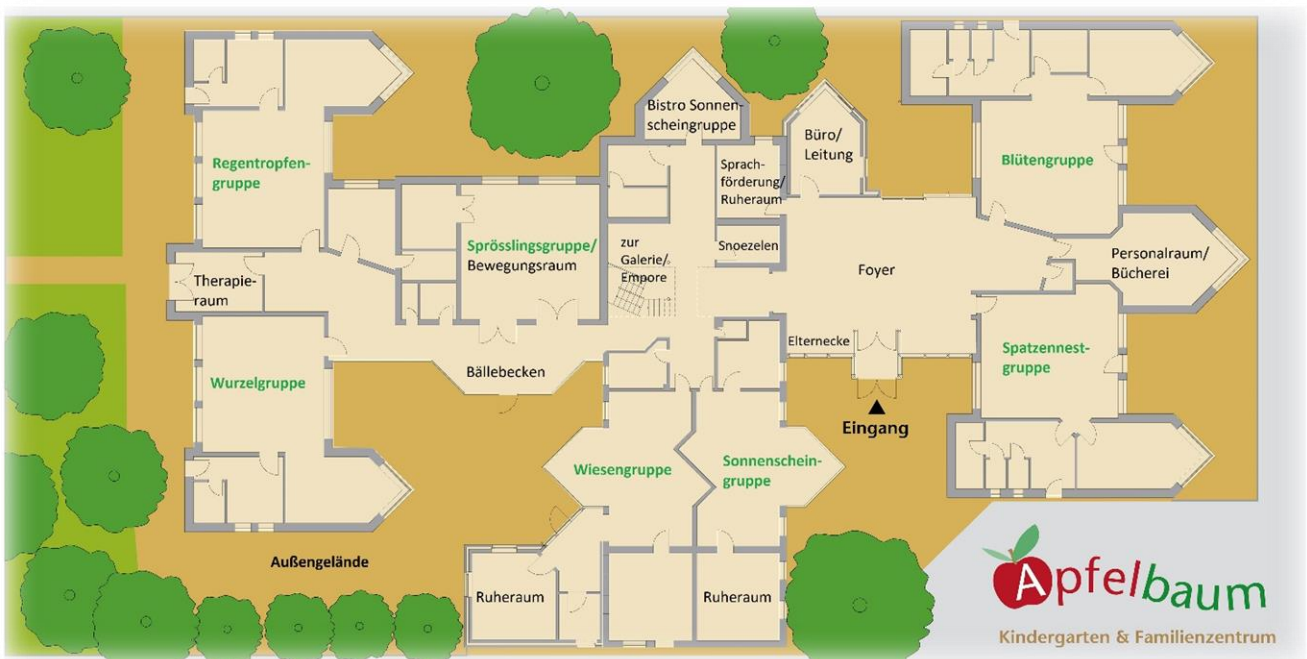 Bistro Sonnen-
scheingruppe
Büro/
Leitung
Regentropfen-
gruppe
Sprach-
förderung/
Ruheraum
Blütengruppe
Sprösslingsgruppe/
Bewegungsraum
zur
Galerie/
Empore
Snoezelen
Foyer
Personalraum/
Bücherei
Therapie-
raum
Elternecke
Spatzennest-
gruppe
Wurzelgruppe
Bällebecken
Eingang
Wiesengruppe
Sonnenschein-
gruppe
Außengelände
Ruheraum
Ruheraum
Apfelbaum
Kindergarten & Familienzentrum